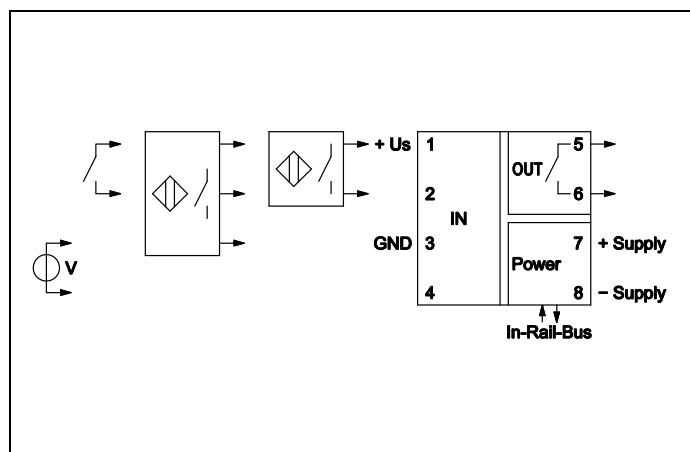 + Us 1 5
OUT
2 6
IN
V GND 3 7 + Supply
Power
4 8 – Supply
In-Rail-Bus